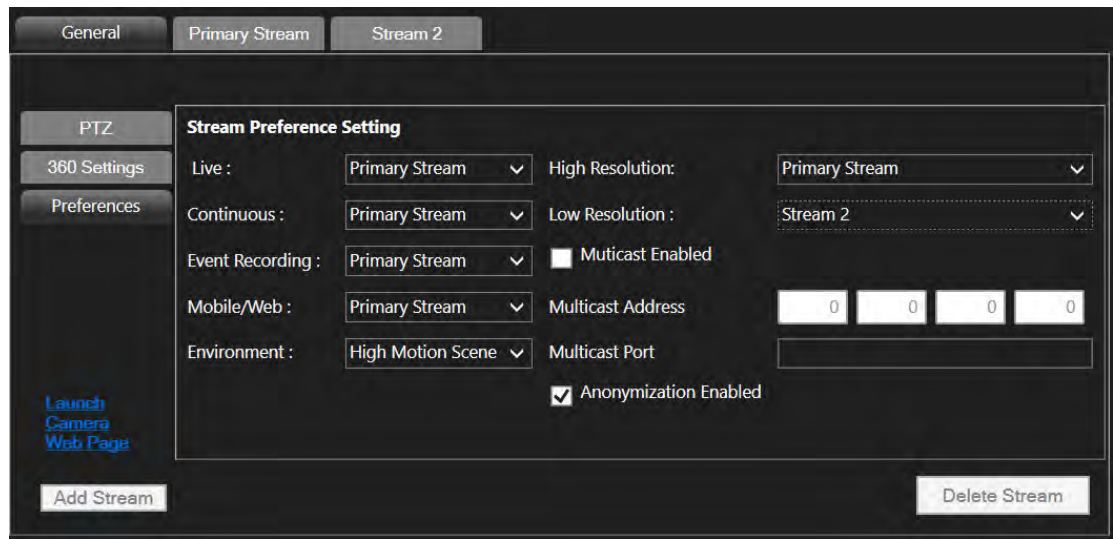 General
Primary Stream
Stream 2
PTZ
360 Settings
Preferences
Launch
Camera
Web Page
Stream Preference Setting
Live : Primary Stream High Resolution: Primary Stream
Continuous : Primary Stream Low Resolution : Stream 2
Event Recording : Primary Stream Muticast Enabled
Mobile/Web : Primary Stream Multicast Address 0 0 0 0
Environment : High Motion Scene Multicast Port
Anonymization Enabled
Add Stream
Delete Stream